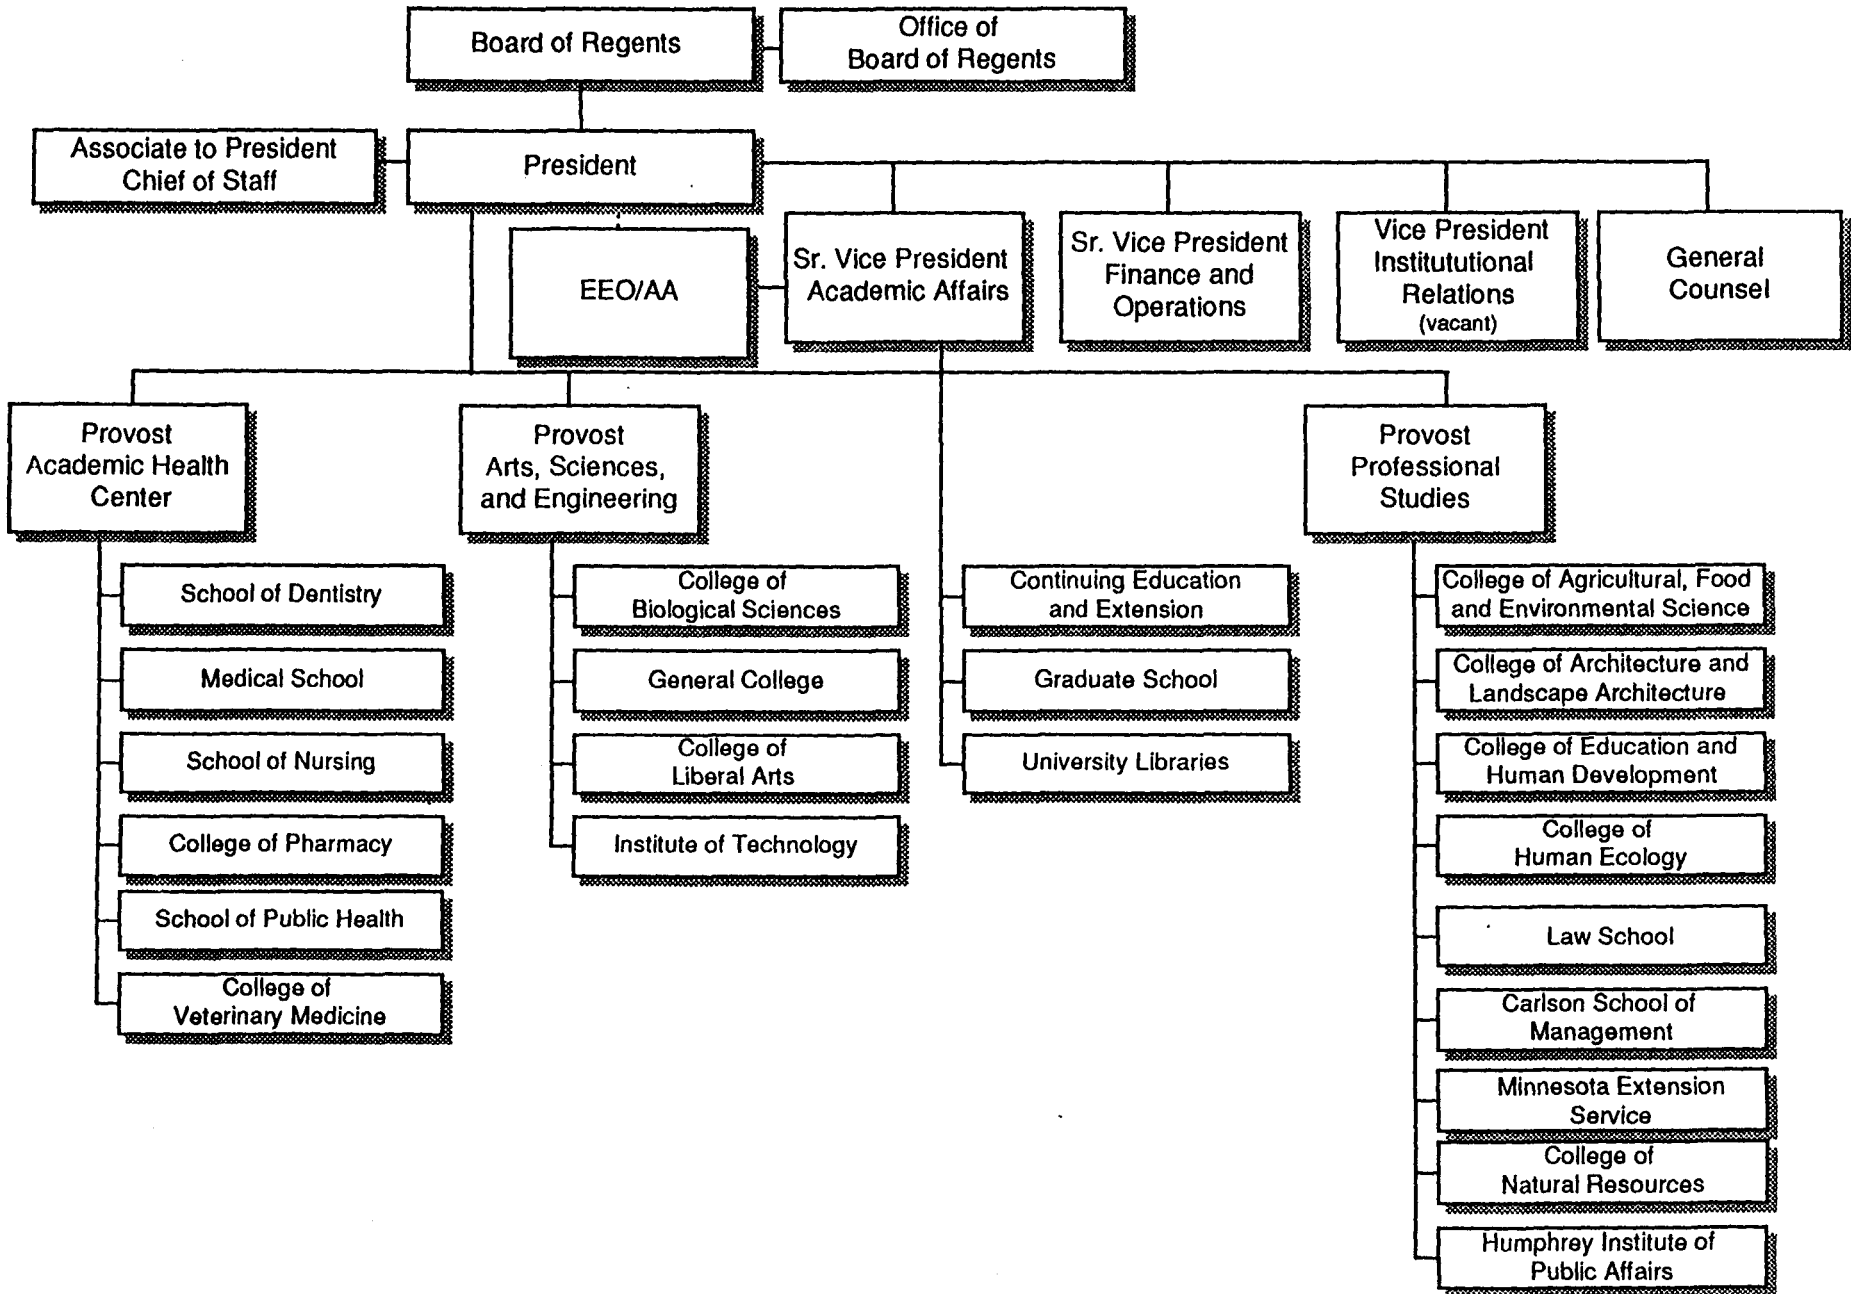 Board of Regents
Office of
Board of Regents
Associate to President
Chief of Staff
President
EEO/AA
Sr. Vice President
Academic Affairs
Sr. Vice President
Finance and
Operations
Vice President
Institututional
Relations
(vacant)
General
Counsel
Provost
Academic Health
Center
Provost
Arts, Sciences,
and Engineering
Provost
Professional
Studies
School of Dentistry
Medical School
School of Nursing
College of Pharmacy
School of Public Health
College of
Veterinary Medicine
College of
Biological Sciences
General College
College of
Liberal Arts
Institute of Technology
Continuing Education
and Extension
Graduate School
University Libraries
College of Agricultural, Food
and Environmental Science
College of Architecture and
Landscape Architecture
College of Education and
Human Development
College of
Human Ecology
Law School
Carlson School of
Management
Minnesota Extension
Service
College of
Natural Resources
Humphrey Institute of
Public Affairs